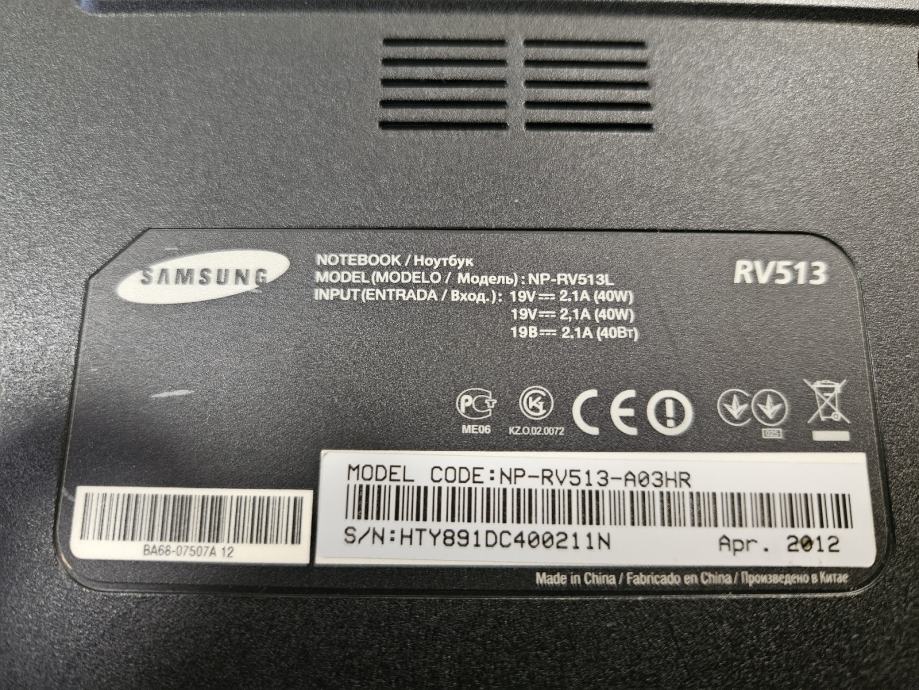 SAMSUNG
NOTEBOOK / Ноутбук
MODEL(MODELO / Модель) : NP-RV513L
INPUT(ENTRADA / Вход.) : 19V⎓ 2,1A (40W)
19V⎓ 2,1A (40W)
19В⎓ 2,1A (40Вт)
RV513
ME06
KZ.O.02.0072
CE
MODEL CODE:NP-RV513-A03HR
S/N:HTY891DC400211N Apr. 2012
BA68-07507A 12
Made in China / Fabricado en China / Произведено в Китае